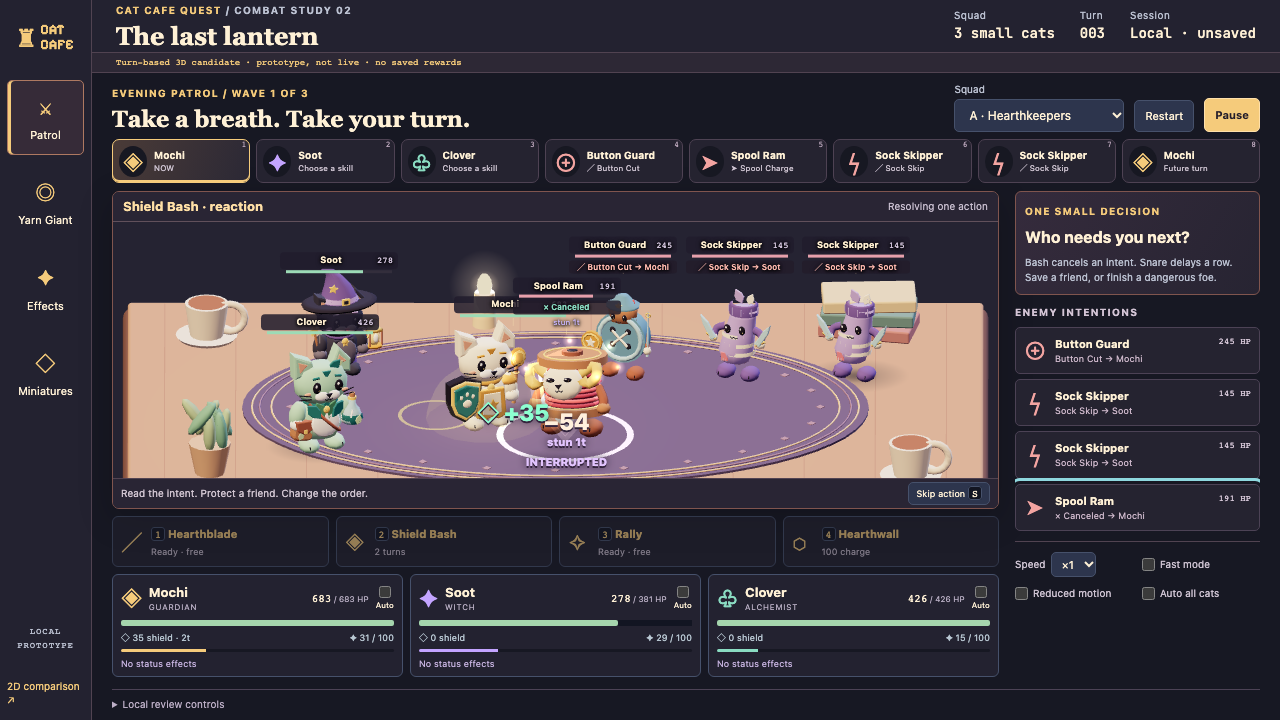 OAT
CAFE
CAT CAFE QUEST / COMBAT STUDY 02
The last lantern
Squad
3 small cats
Turn
003
Session
Local · unsaved
Turn-based 3D candidate · prototype, not live · no saved rewards
Patrol
Yarn Giant
Effects
Miniatures
LOCAL
PROTOTYPE
2D comparison
↗
EVENING PATROL / WAVE 1 OF 3
Take a breath. Take your turn.
Squad
A · Hearthkeepers
Restart
Pause
Mochi
NOW
1
Soot
Choose a skill
2
Clover
Choose a skill
3
Button Guard
⟋ Button Cut
4
Spool Ram
➤ Spool Charge
5
Sock Skipper
⟋ Sock Skip
6
Sock Skipper
⟋ Sock Skip
7
Mochi
Future turn
8
Shield Bash · reaction
Resolving one action
Button Guard 245
⟋ Button Cut → Mochi
Sock Skipper 145
⟋ Sock Skip → Soot
Sock Skipper 145
⟋ Sock Skip → Soot
Soot 278
Spool Ram 191
× Canceled
stun 1t
Clover 426
◇ +35
−54
stun 1t
INTERRUPTED
Read the intent. Protect a friend. Change the order.
Skip action S
1 Hearthblade
Ready · free
2 Shield Bash
2 turns
3 Rally
Ready · free
4 Hearthwall
100 charge
Mochi
GUARDIAN
683 / 683 HP
Auto
◇ 35 shield · 2t
✦ 31 / 100
No status effects
Soot
WITCH
278 / 381 HP
Auto
◇ 0 shield
✦ 29 / 100
No status effects
Clover
ALCHEMIST
426 / 426 HP
Auto
◇ 0 shield
✦ 15 / 100
No status effects
ONE SMALL DECISION
Who needs you next?
Bash cancels an intent. Snare delays a row.
Save a friend, or finish a dangerous foe.
ENEMY INTENTIONS
Button Guard
Button Cut → Mochi
245 HP
Sock Skipper
Sock Skip → Soot
145 HP
Sock Skipper
Sock Skip → Soot
145 HP
Spool Ram
× Canceled → Mochi
191 HP
Speed
×1
Fast mode
Reduced motion
Auto all cats
▶ Local review controls